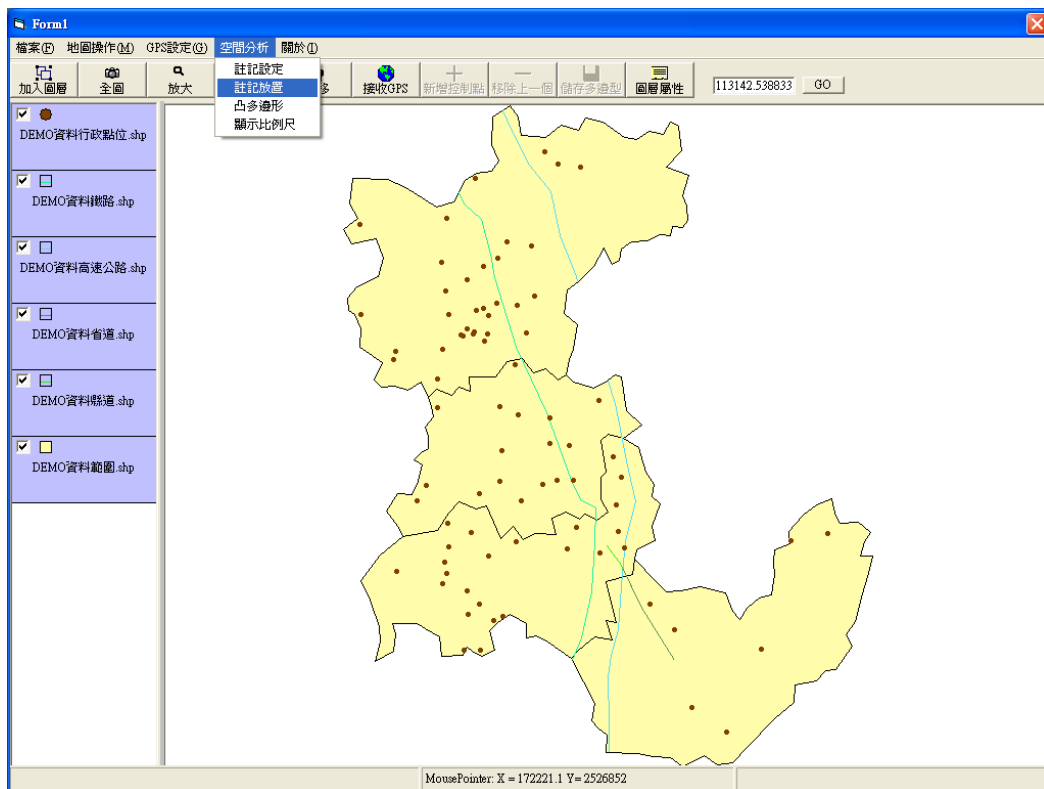 Form1
檔案(F) 地圖操作(M) GPS設定(G) 空間分析 關於(I)
加入圖層 全圖 放大 移 接收GPS 新增控制點 移除上一個 儲存多邊型 圖層屬性 113142.538833 GO
註記設定
註記放置
凸多邊形
顯示比例尺
DEMO資料行政點位.shp
DEMO資料鐵路.shp
DEMO資料高速公路.shp
DEMO資料省道.shp
DEMO資料縣道.shp
DEMO資料範圍.shp
MousePointer: X = 172221.1 Y= 2526852